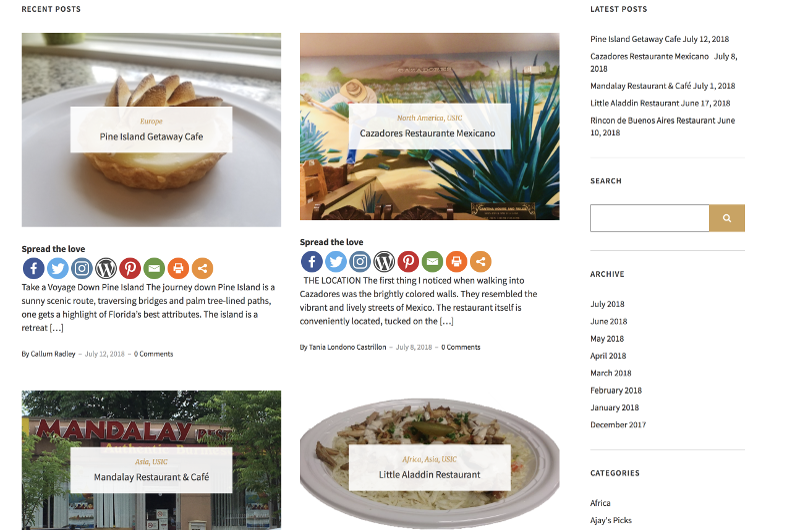 RECENT POSTS
Europe
Pine Island Getaway Cafe
Spread the love
Take a Voyage Down Pine Island The journey down Pine Island is a
sunny scenic route, traversing bridges and palm tree-lined paths,
one gets a highlight of Florida's best attributes. The island is a
retreat [...]
By Callum Radley – July 12, 2018 – 0 Comments
North America, USIC
Cazadores Restaurante Mexicano
Spread the love
THE LOCATION The first thing I noticed when walking into
Cazadores was the brightly colored walls. They resembled the
vibrant and lively streets of Mexico. The restaurant itself is
conveniently located, tucked on the [...]
By Tania Londono Castrillon – July 8, 2018 – 0 Comments
MANDALAY
Asia, USIC
Mandalay Restaurant & Café
Africa, Asia, USIC
Little Aladdin Restaurant
LATEST POSTS
Pine Island Getaway Cafe July 12, 2018
Cazadores Restaurante Mexicano July 8,
2018
Mandalay Restaurant & Café July 1, 2018
Little Aladdin Restaurant June 17, 2018
Rincon de Buenos Aires Restaurant June
10, 2018
SEARCH
ARCHIVE
July 2018
June 2018
May 2018
April 2018
March 2018
February 2018
January 2018
December 2017
CATEGORIES
Africa
Ajay's Picks